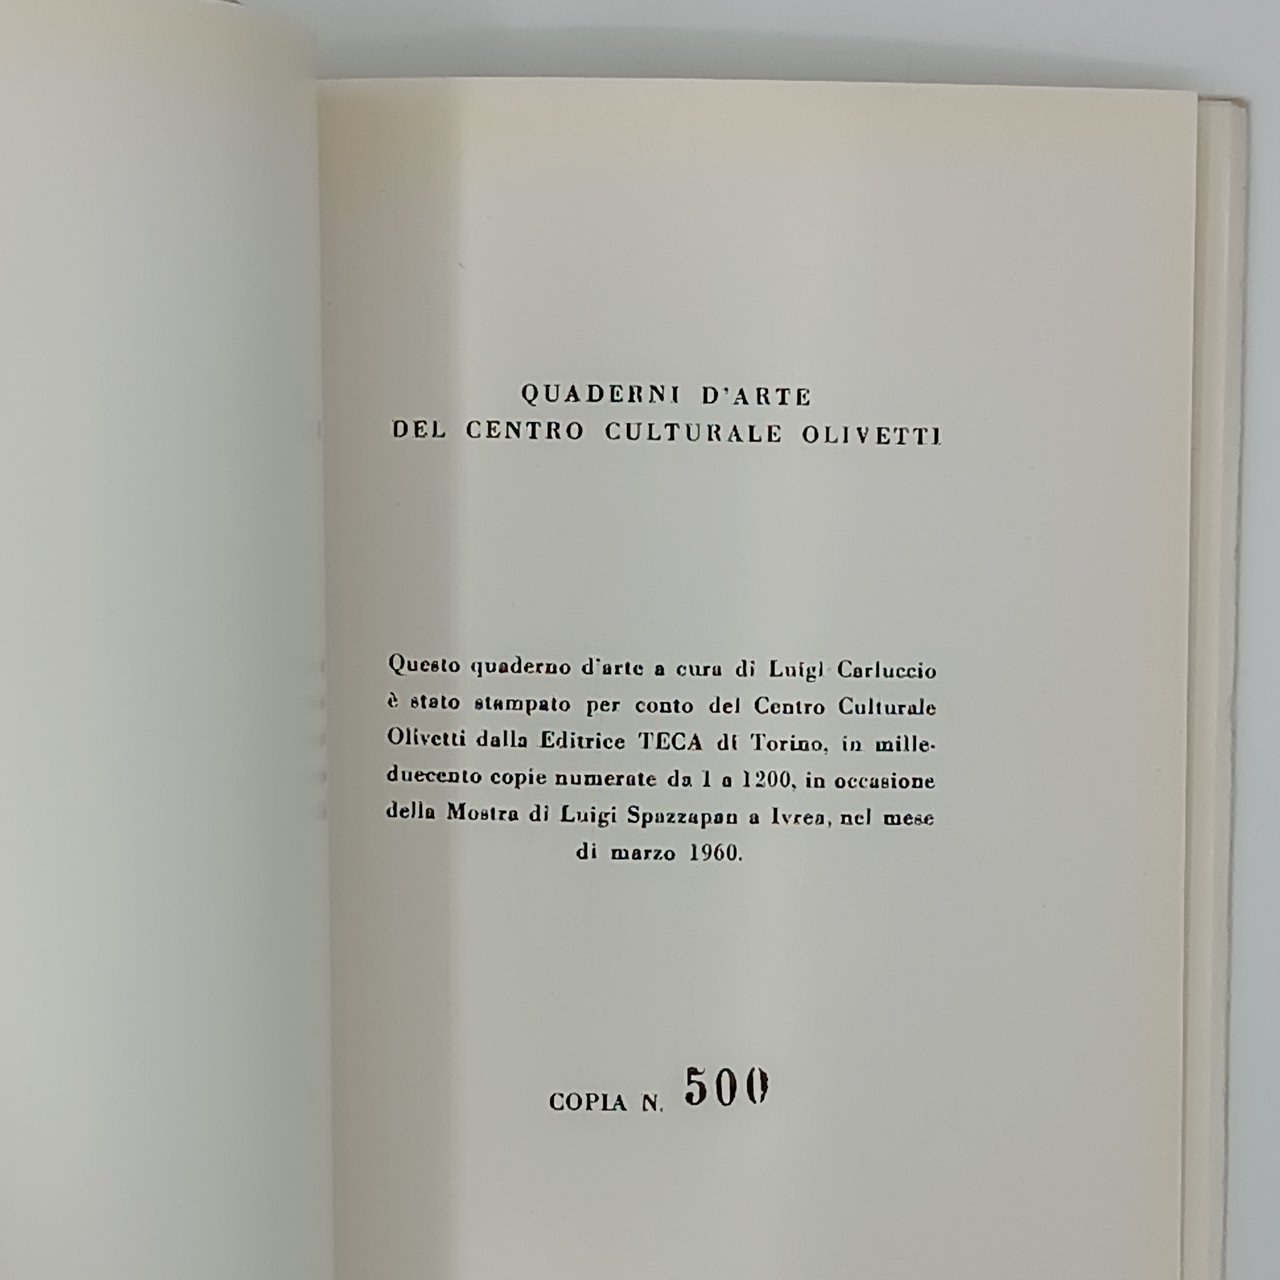 QUADERNI D'ARTE
DEL CENTRO CULTURALE OLIVETTI
Questo quaderno d'arte a cura di Luigi Carluccio
è stato stampato per conto del Centro Culturale
Olivetti dalla Editrice TECA di Torino, in mille-
duecento copie numerate da 1 a 1200, in occasione
della Mostra di Luigi Spazzapan a Ivrea, nel mese
di marzo 1960.
COPIA N. 500